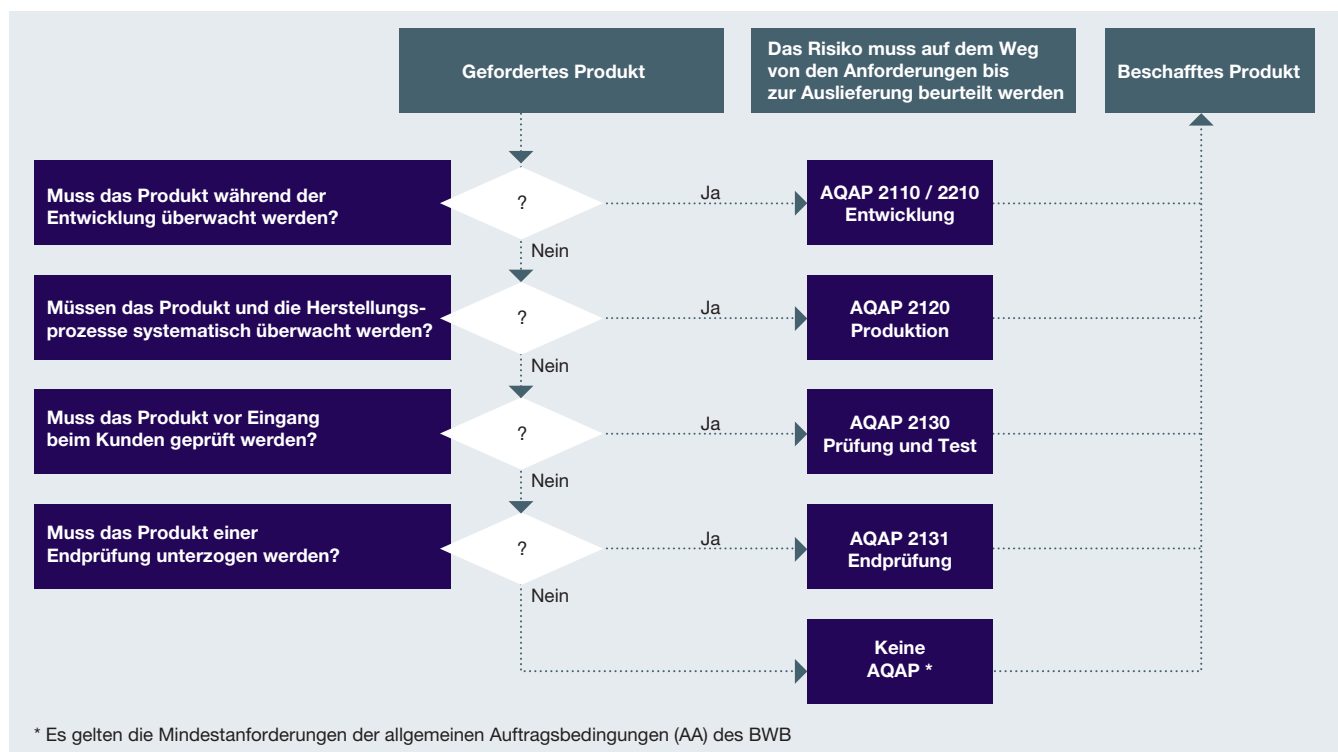 Gefordertes Produkt
Das Risiko muss auf dem Weg
von den Anforderungen bis
zur Auslieferung beurteilt werden
Beschafftes Produkt
Muss das Produkt während der
Entwicklung überwacht werden?
?
Ja
AQAP 2110 / 2210
Entwicklung
Nein
Müssen das Produkt und die Herstellungs-
prozesse systematisch überwacht werden?
?
Ja
AQAP 2120
Produktion
Nein
Muss das Produkt vor Eingang
beim Kunden geprüft werden?
?
Ja
AQAP 2130
Prüfung und Test
Nein
Muss das Produkt einer
Endprüfung unterzogen werden?
?
Ja
AQAP 2131
Endprüfung
Nein
Keine
AQAP *
* Es gelten die Mindestanforderungen der allgemeinen Auftragsbedingungen (AA) des BWB